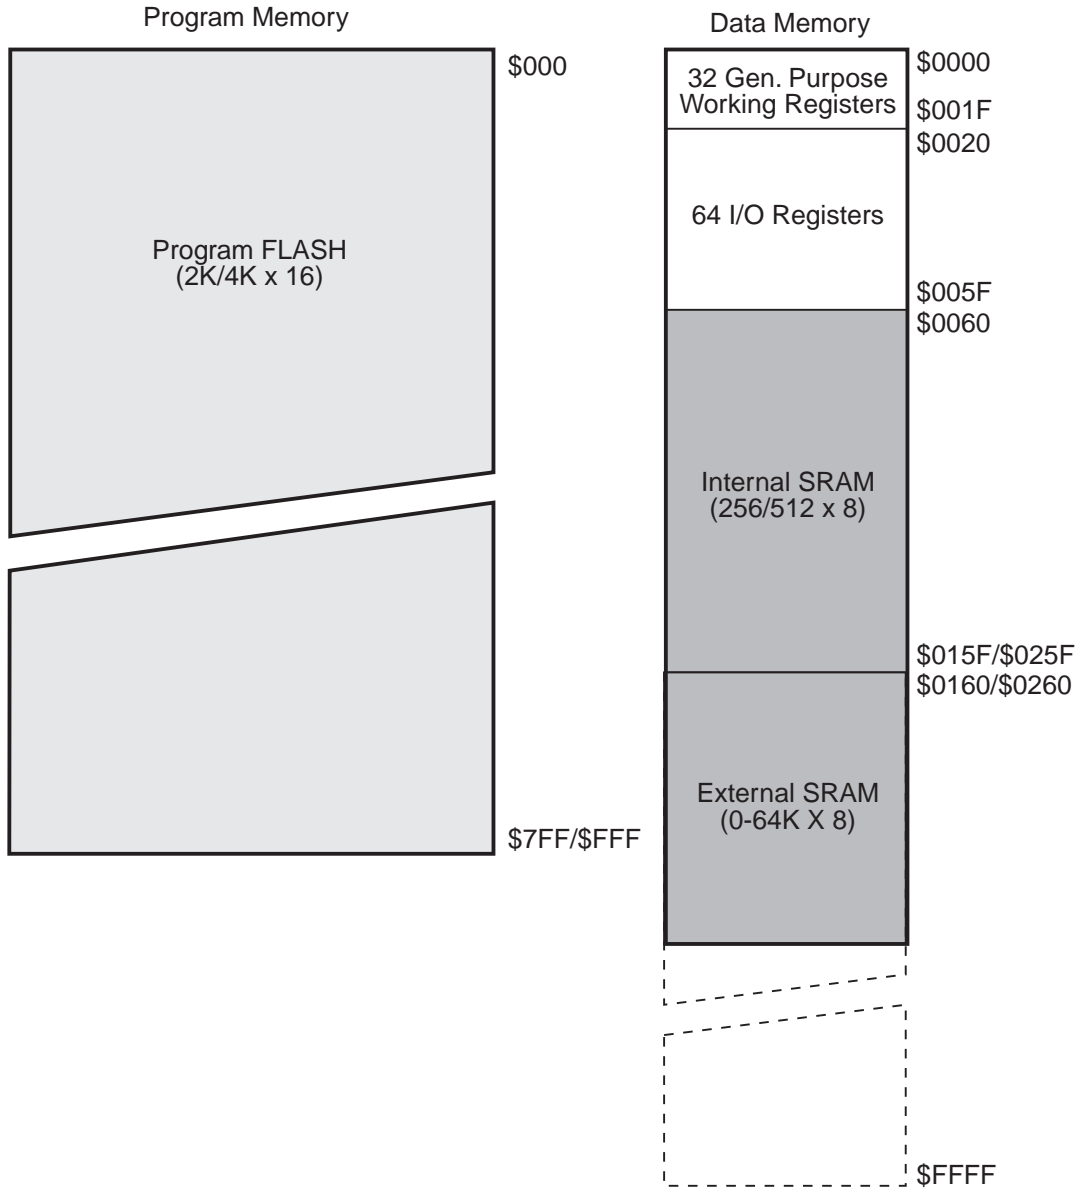 Program Memory
$000
Program FLASH
(2K/4K x 16)
$7FF/$FFF
Data Memory
32 Gen. Purpose
Working Registers
$0000
$001F
$0020
64 I/O Registers
$005F
$0060
Internal SRAM
(256/512 x 8)
$015F/$025F
$0160/$0260
External SRAM
(0-64K X 8)
$FFFF